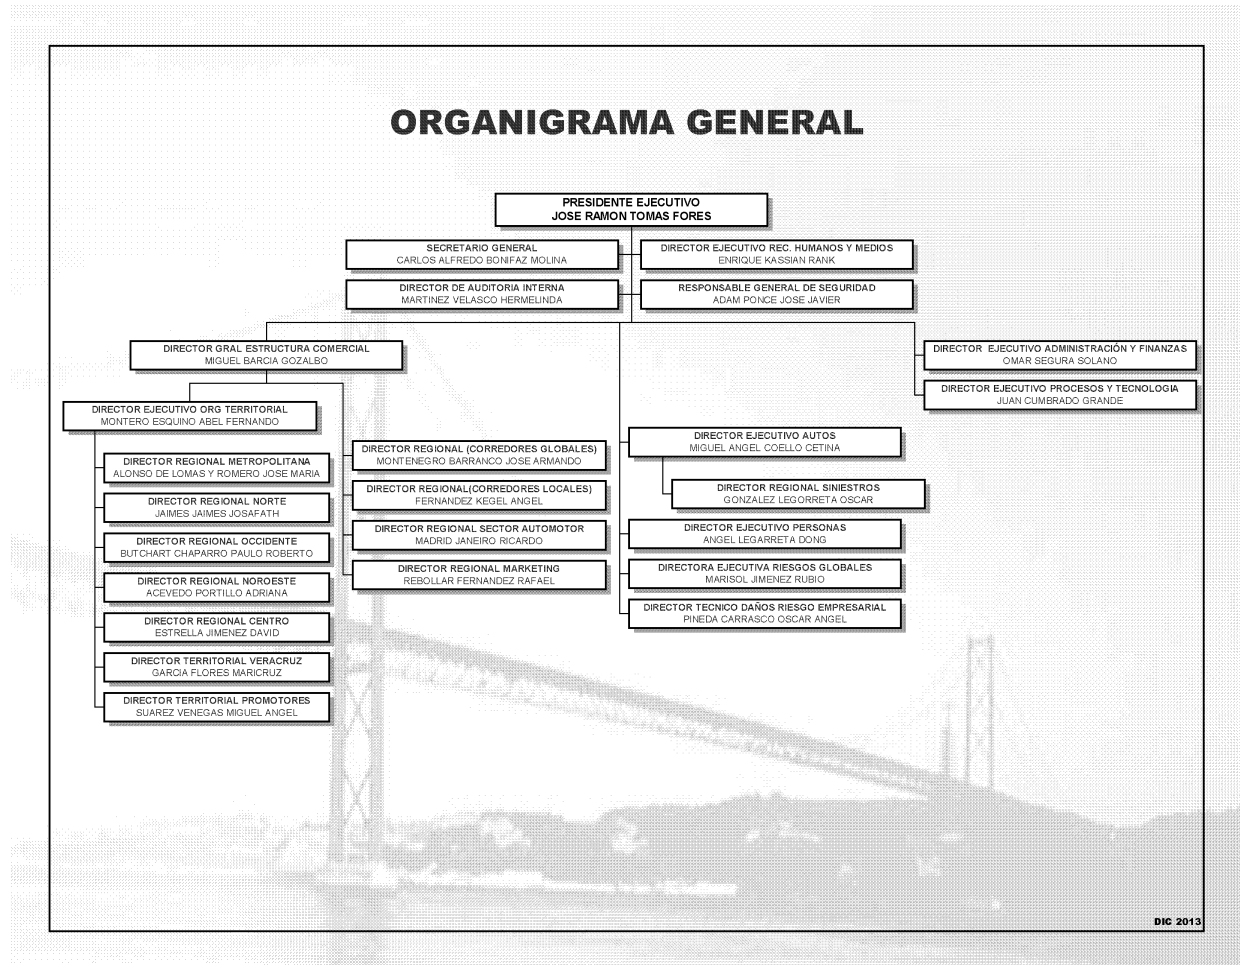 ORGANIGRAMA GENERAL
PRESIDENTE EJECUTIVO
JOSE RAMON TOMAS FORES
SECRETARIO GENERAL
CARLOS ALFREDO BONIFAZ MOLINA
DIRECTOR EJECUTIVO REC. HUMANOS Y MEDIOS
ENRIQUE KASSIAN RANK
DIRECTOR DE AUDITORIA INTERNA
MARTINEZ VELASCO HERMELINDA
RESPONSABLE GENERAL DE SEGURIDAD
ADAM PONCE JOSE JAVIER
DIRECTOR GRAL ESTRUCTURA COMERCIAL
MIGUEL BARCIA GOZALBO
DIRECTOR EJECUTIVO ORG TERRITORIAL
MONTERO ESQUINO ABEL FERNANDO
DIRECTOR REGIONAL METROPOLITANA
ALONSO DE LOMAS Y ROMERO JOSE MARIA
DIRECTOR REGIONAL NORTE
JAIMES JAIMES JOSAFATH
DIRECTOR REGIONAL OCCIDENTE
BUTCHART CHAPARRO PAULO ROBERTO
DIRECTOR REGIONAL NOROESTE
ACEVEDO PORTILLO ADRIANA
DIRECTOR REGIONAL CENTRO
ESTRELLA JIMENEZ DAVID
DIRECTOR TERRITORIAL VERACRUZ
GARCIA FLORES MARICRUZ
DIRECTOR TERRITORIAL PROMOTORES
SUAREZ VENEGAS MIGUEL ANGEL
DIRECTOR REGIONAL (CORREDORES GLOBALES)
MONTENEGRO BARRANCO JOSE ARMANDO
DIRECTOR REGIONAL(CORREDORES LOCALES)
FERNANDEZ KEGEL ANGEL
DIRECTOR REGIONAL SECTOR AUTOMOTOR
MADRID JANEIRO RICARDO
DIRECTOR REGIONAL MARKETING
REBOLLAR FERNANDEZ RAFAEL
DIRECTOR EJECUTIVO AUTOS
MIGUEL ANGEL COELLO CETINA
DIRECTOR REGIONAL SINIESTROS
GONZALEZ LEGORRETA OSCAR
DIRECTOR EJECUTIVO PERSONAS
ANGEL LEGARRETA DONG
DIRECTORA EJECUTIVA RIESGOS GLOBALES
MARISOL JIMENEZ RUBIO
DIRECTOR TECNICO DAÑOS RIESGO EMPRESARIAL
PINEDA CARRASCO OSCAR ANGEL
DIRECTOR EJECUTIVO ADMINISTRACIÓN Y FINANZAS
OMAR SEGURA SOLANO
DIRECTOR EJECUTIVO PROCESOS Y TECNOLOGIA
JUAN CUMBRADO GRANDE
DIC 2013